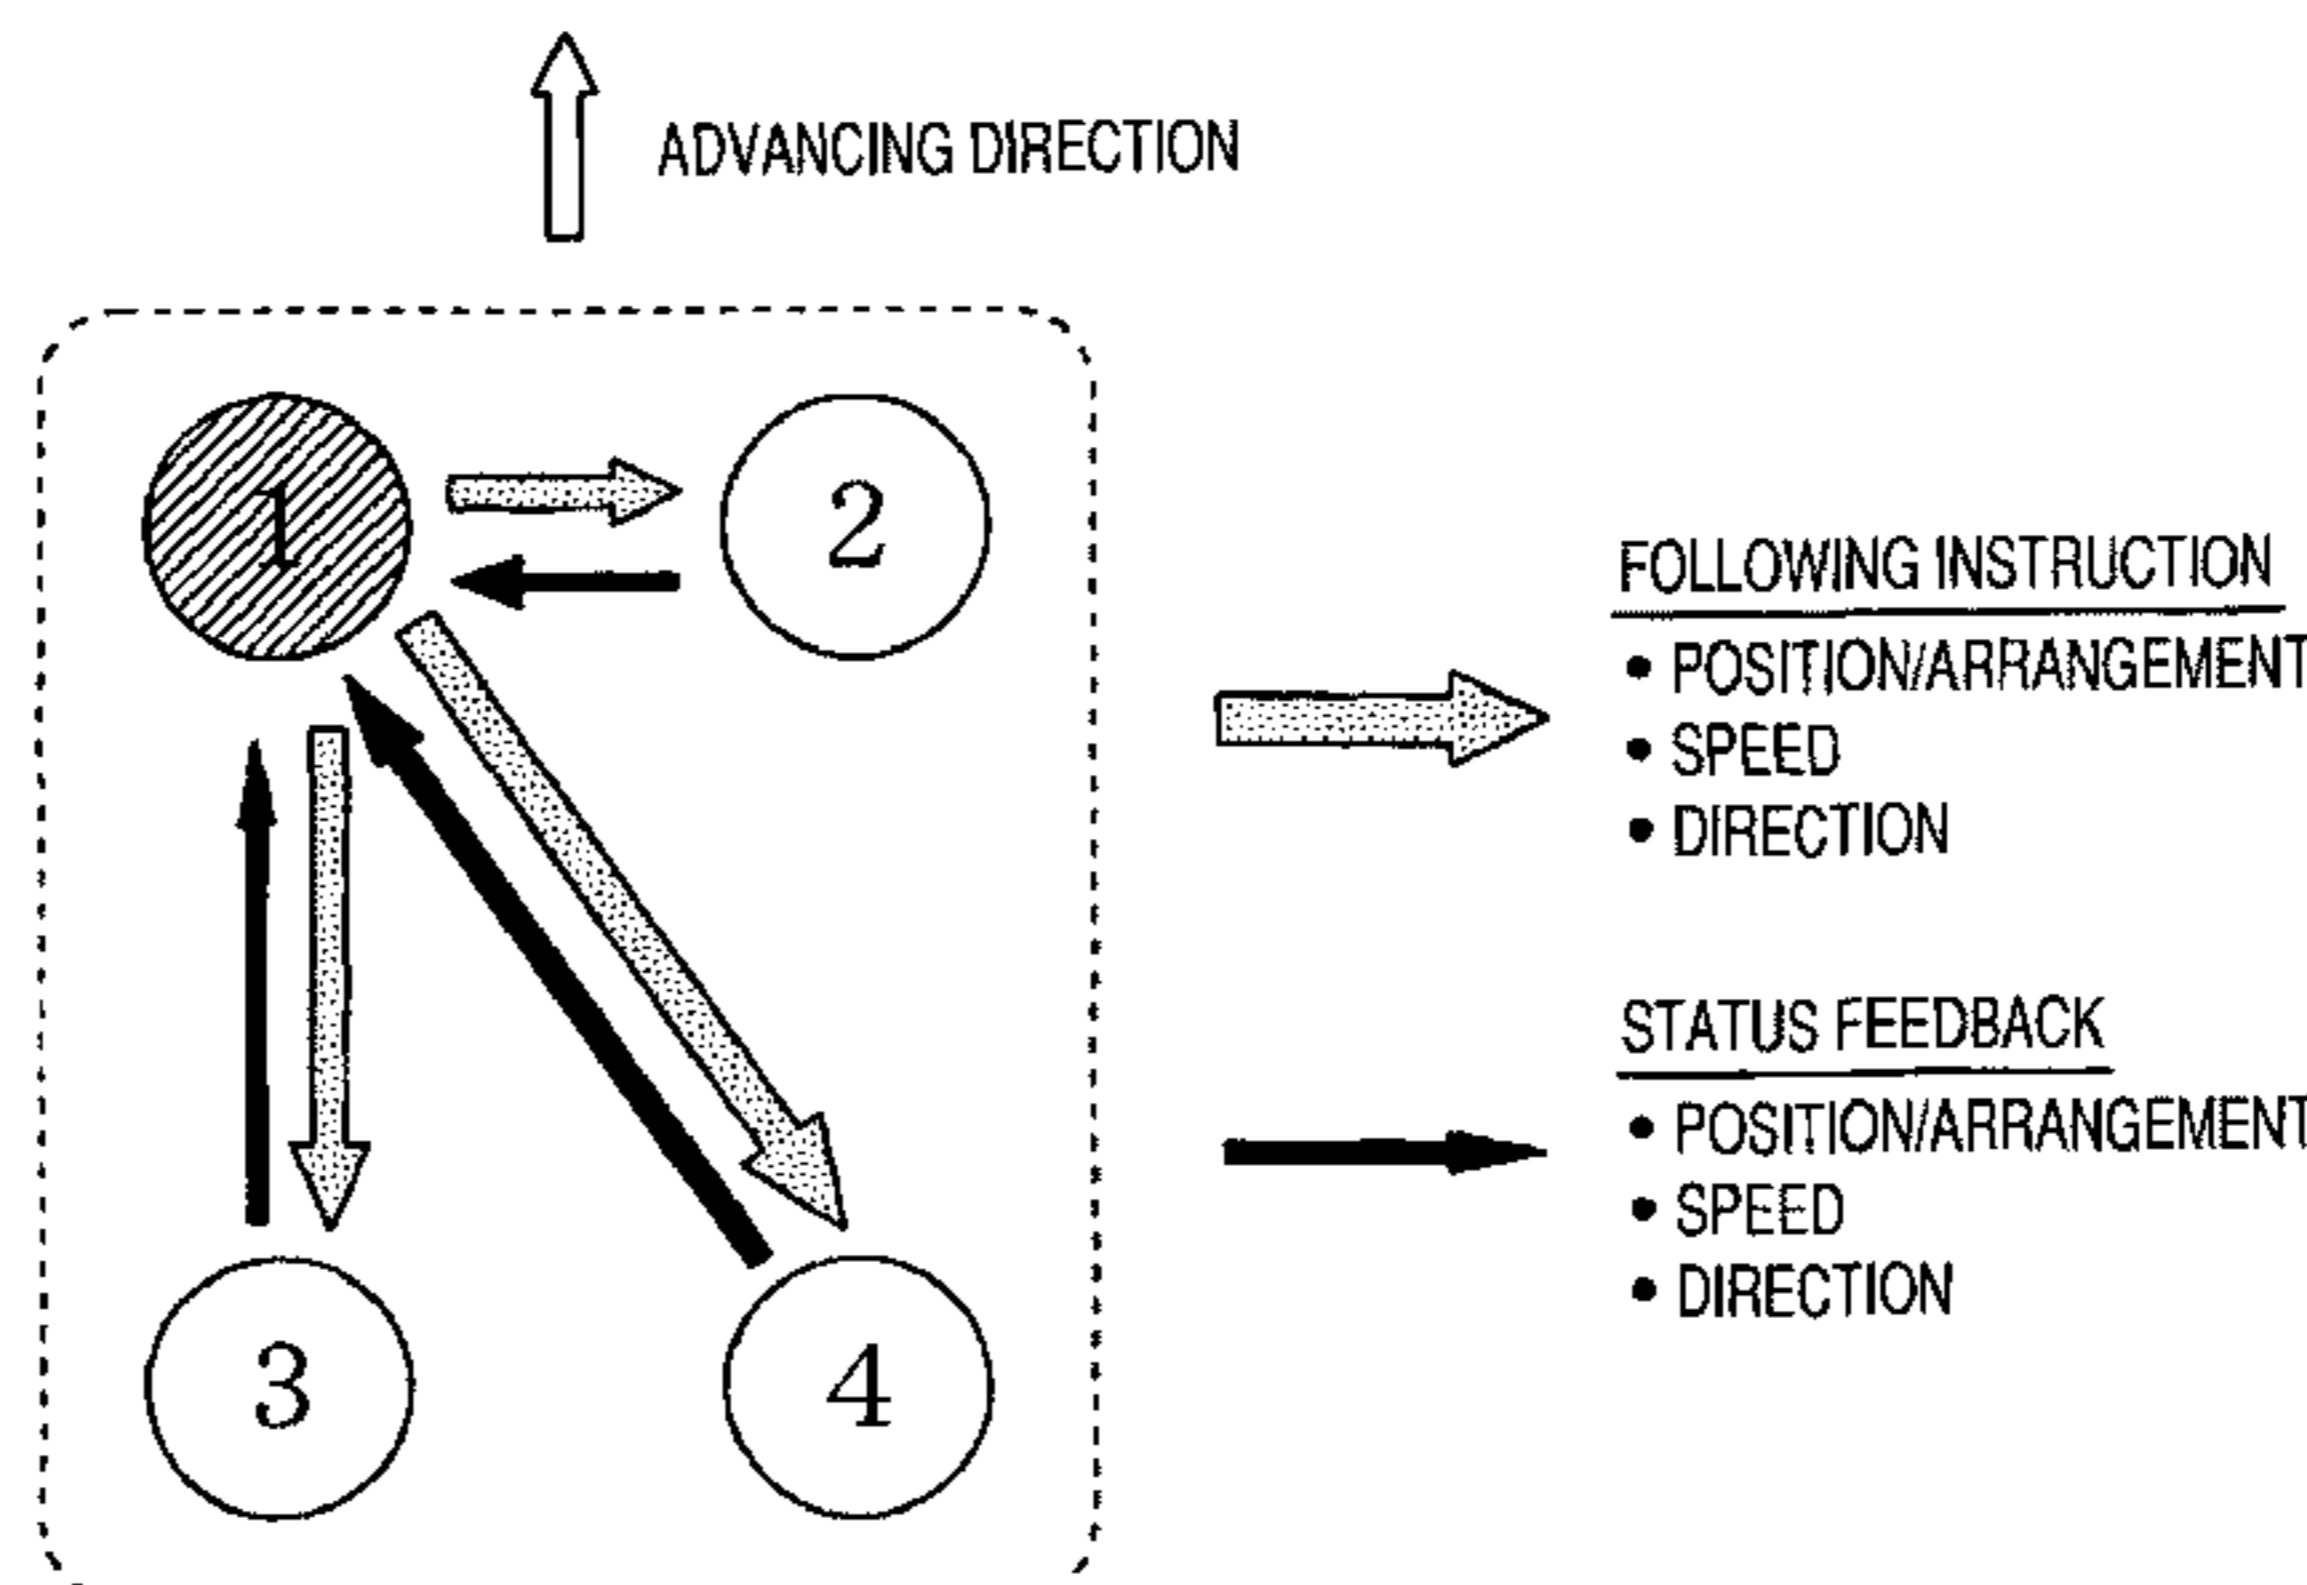 ADVANCING DIRECTION
1
2
FOLLOWING INSTRUCTION
• POSITION/ARRANGEMENT
• SPEED
• DIRECTION
STATUS FEEDBACK
• POSITION/ARRANGEMENT
• SPEED
• DIRECTION
3
4